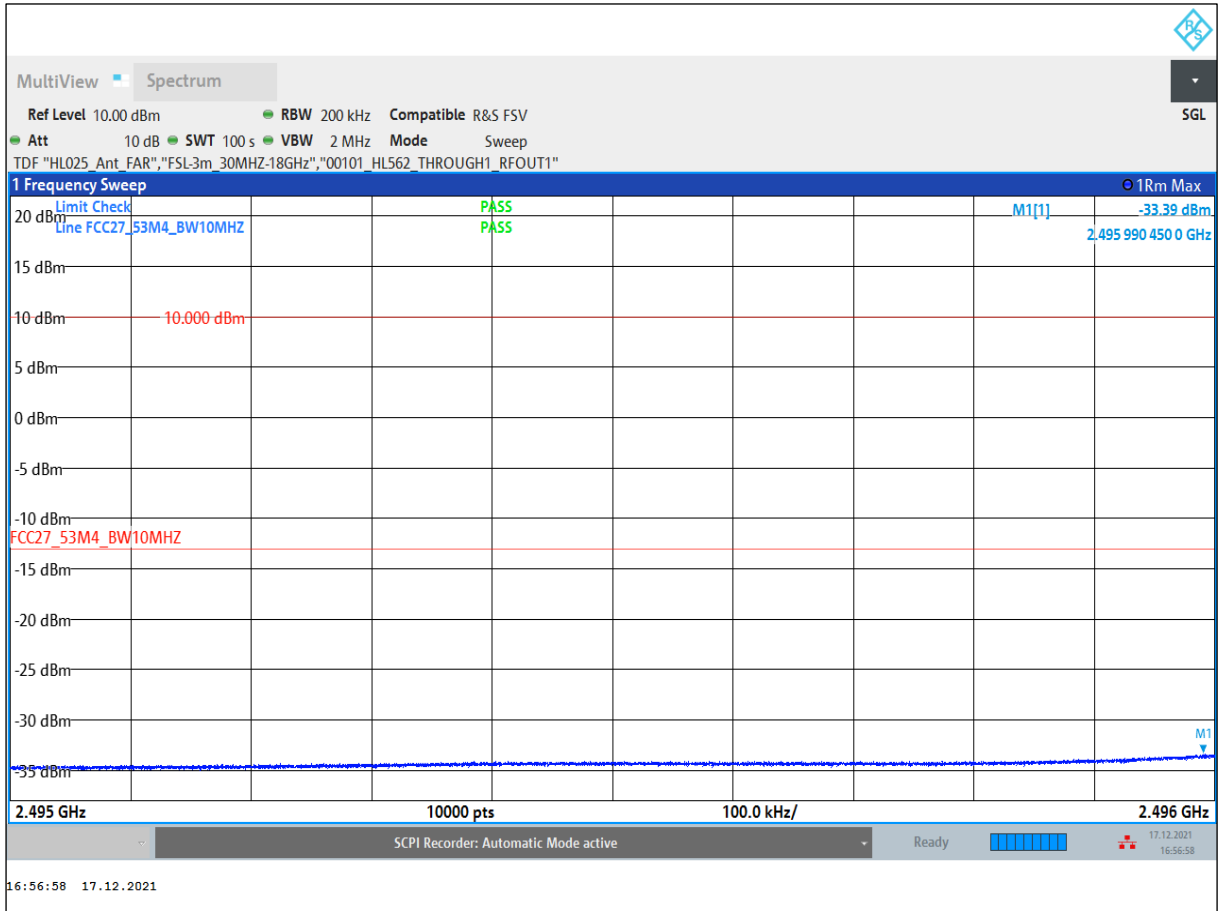 R&S
MultiView Spectrum
Ref Level 10.00 dBm RBW 200 kHz Compatible R&S FSV SGL
Att 10 dB SWT 100 s VBW 2 MHz Mode Sweep
TDF "HL025_Ant_FAR","FSL-3m_30MHZ-18GHz","00101_HL562_THROUGH1_RFOUT1"
1 Frequency Sweep 1Rm Max
Limit Check PASS M1[1] -33.39 dBm
20 dBm
Line FCC27_53M4_BW10MHZ PASS 2.495 990 450 0 GHz
15 dBm
10 dBm 10.000 dBm
5 dBm
0 dBm
-5 dBm
-10 dBm
FCC27_53M4_BW10MHZ
-15 dBm
-20 dBm
-25 dBm
-30 dBm
M1
-35 dBm
2.495 GHz 10000 pts 100.0 kHz/ 2.496 GHz
SCPI Recorder: Automatic Mode active Ready 17.12.2021
16:56:58
16:56:58 17.12.2021